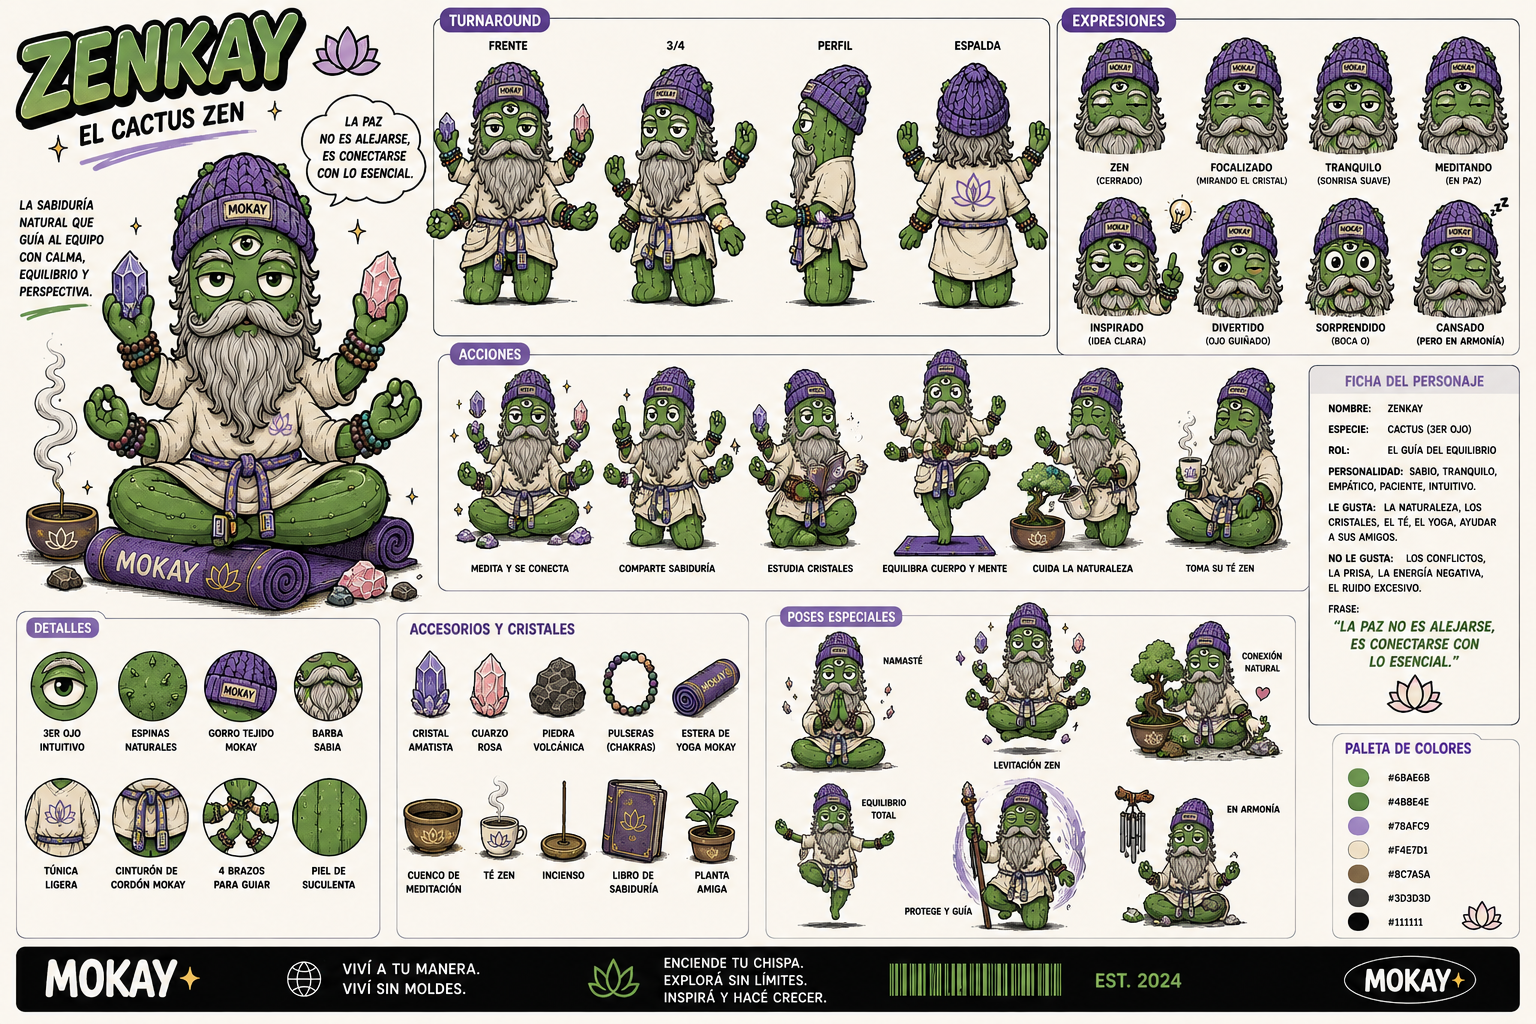 ZENKAY
EL CACTUS ZEN
LA PAZ
NO ES ALEJARSE,
ES CONECTARSE
CON LO ESENCIAL.
LA SABIDURÍA
NATURAL QUE
GUÍA AL EQUIPO
CON CALMA,
EQUILIBRIO Y
PERSPECTIVA.
MOKAY
MOKAY
TURNAROUND
FRENTE
3/4
PERFIL
ESPALDA
MOKAY
EXPRESIONES
ZEN
(CERRADO)
FOCALIZADO
(MIRANDO EL CRISTAL)
TRANQUILO
(SONRISA SUAVE)
MEDITANDO
(EN PAZ)
INSPIRADO
(IDEA CLARA)
DIVERTIDO
(OJO GUIÑADO)
SORPRENDIDO
(BOCA O)
ZZZ
CANSADO
(PERO EN ARMONÍA)
ACCIONES
MEDITA Y SE CONECTA
COMPARTE SABIDURÍA
ESTUDIA CRISTALES
EQUILIBRA CUERPO Y MENTE
CUIDA LA NATURALEZA
TOMA SU TÉ ZEN
FICHA DEL PERSONAJE
NOMBRE: ZENKAY
ESPECIE: CACTUS (3ER OJO)
ROL: EL GUÍA DEL EQUILIBRIO
PERSONALIDAD: SABIO, TRANQUILO,
EMPÁTICO, PACIENTE, INTUITIVO.
LE GUSTA: LA NATURALEZA, LOS
CRISTALES, EL TÉ, EL YOGA, AYUDAR
A SUS AMIGOS.
NO LE GUSTA: LOS CONFLICTOS,
LA PRISA, LA ENERGÍA NEGATIVA,
EL RUIDO EXCESIVO.
FRASE:
“LA PAZ NO ES ALEJARSE,
ES CONECTARSE CON
LO ESENCIAL.”
DETALLES
3ER OJO
INTUITIVO
ESPINAS
NATURALES
MOKAY
GORRO TEJIDO
MOKAY
BARBA
SABIA
TÚNICA
LIGERA
CINTURÓN DE
CORDÓN MOKAY
4 BRAZOS
PARA GUIAR
PIEL DE
SUCULENTA
ACCESORIOS Y CRISTALES
CRISTAL
AMATISTA
CUARZO
ROSA
PIEDRA
VOLCÁNICA
PULSERAS
(CHAKRAS)
MOKAY
ESTERA DE
YOGA MOKAY
CUENCO DE
MEDITACIÓN
TÉ ZEN
INCIENSO
LIBRO DE
SABIDURÍA
PLANTA
AMIGA
POSES ESPECIALES
NAMASTÉ
LEVITACIÓN ZEN
CONEXIÓN
NATURAL
EQUILIBRIO
TOTAL
PROTEGE Y GUÍA
EN ARMONÍA
PALETA DE COLORES
#6BAE6B
#4B8E4E
#78AFC9
#F4E7D1
#8C7A5A
#3D3D3D
#111111
MOKAY
VIVÍ A TU MANERA.
VIVÍ SIN MOLDES.
ENCIENDE TU CHISPA.
EXPLORÁ SIN LÍMITES.
INSPIRÁ Y HACÉ CRECER.
EST. 2024
MOKAY